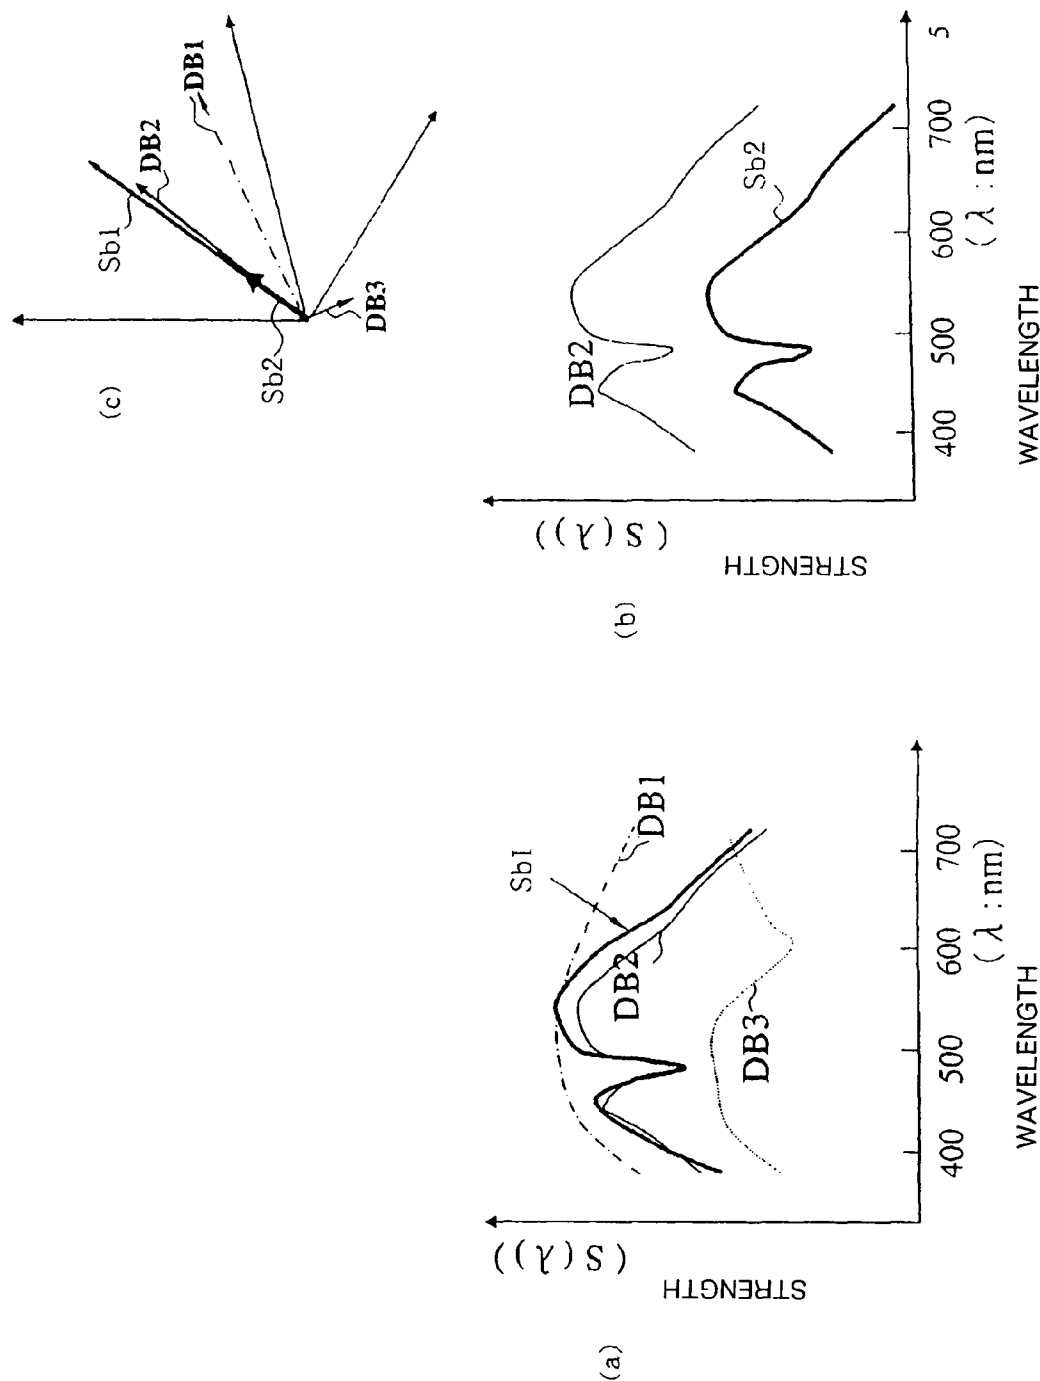 (a)
STRENGTH
(S(λ))
Sb1
DB1
DB2
DB3
400
500
600
700
(λ:nm)
WAVELENGTH
(b)
STRENGTH
(S(λ))
DB2
Sb2
400
500
600
700
5
(λ:nm)
WAVELENGTH
(c)
Sb1
DB2
DB1
Sb2
DB3